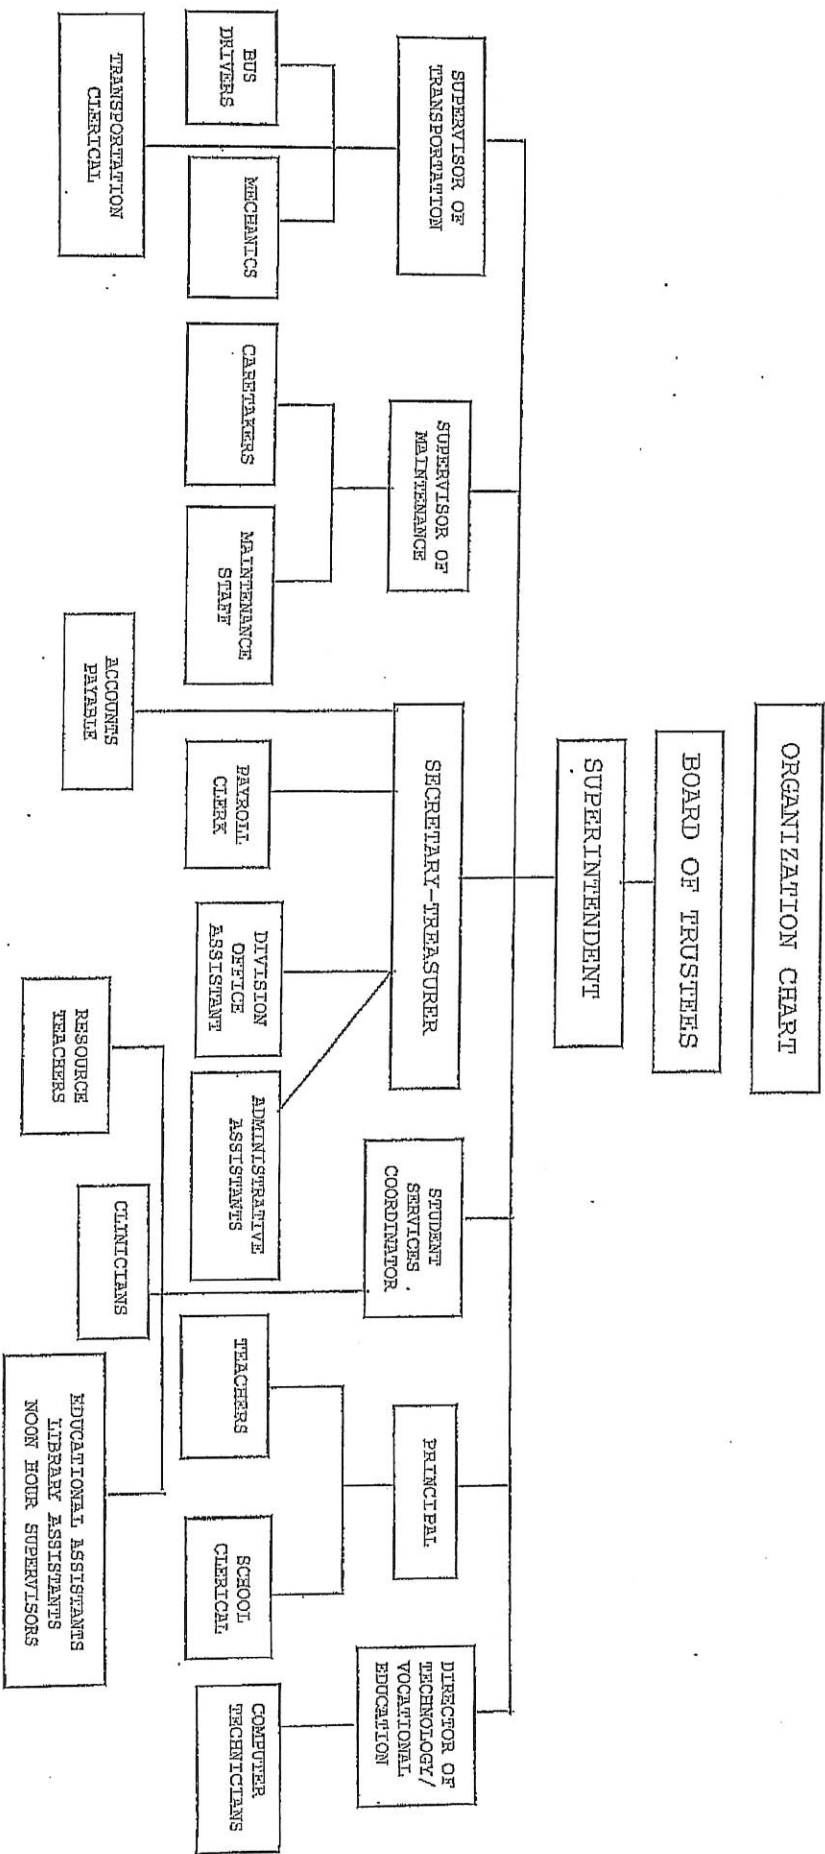 ORGANIZATION CHART
BOARD OF TRUSTEES
SUPERINTENDENT
SUPERVISOR OF
TRANSPORTATION
SUPERVISOR OF
MAINTENANCE
SECRETARY-TREASURER
STUDENT
SERVICES
COORDIMATOR
PRINCIPAL
DIRECTOR OF
TECHNOLOGY/
VOCATIONAL
EDUCATION
BUS
DRIVERS
MECHANICS
CARETAKERS
MAINTENANCE
STAFF
PAYROLL
CLERK
DIVISION
OFFICE
ASSISTANT
ADMINISTRATIVE
ASSISTANTS
TEACHERS
SCHOOL
CLERICAL
COMPUTER
TECHNICIANS
TRANSPORTATION
CLERICAL
ACCOUNTS
PAYABLE
RESOURCE
TEACHERS
CLINICIANS
EDUCATIONAL ASSISTANTS
LIBRARY ASSISTANTS
NOON HOUR SUPERVISORS